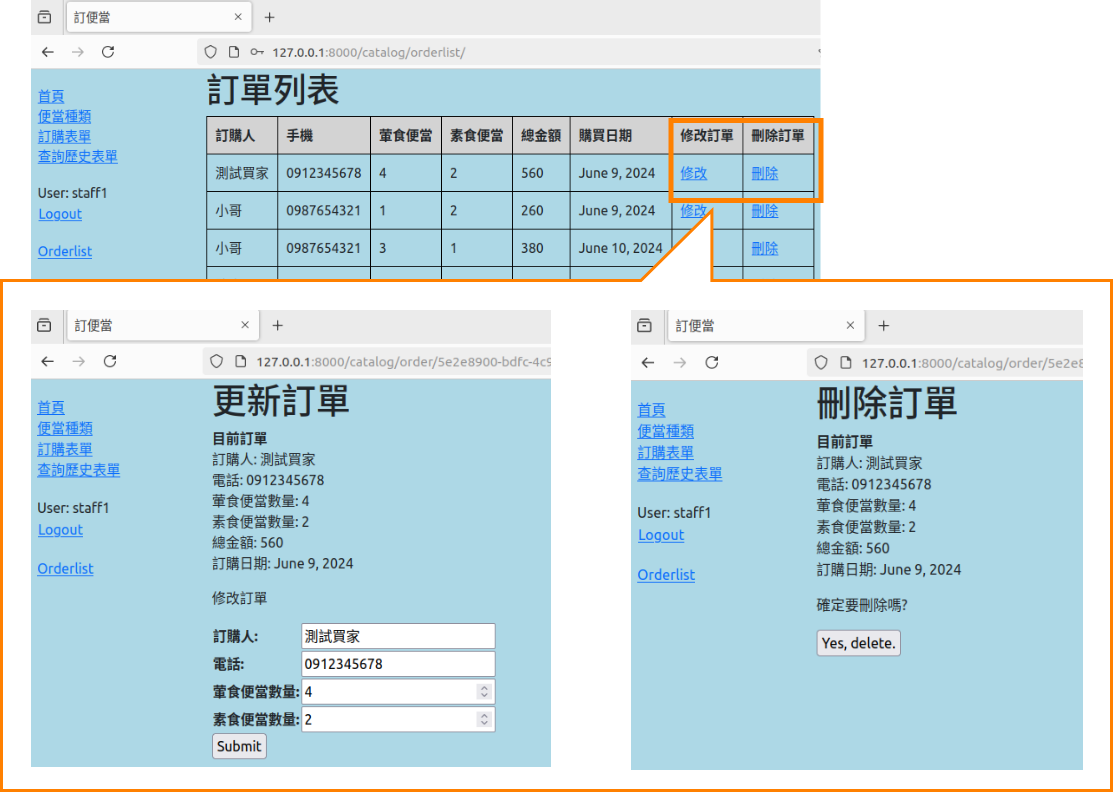 訂便當
127.0.0.1:8000/catalog/orderlist/
首頁
便當種類
訂購表單
查詢歷史表單
User: staff1
Logout
Orderlist
訂單列表
訂購人 手機 葷食便當 素食便當 總金額 購買日期 修改訂單 刪除訂單
測試買家 0912345678 4 2 560 June 9, 2024 修改 刪除
小哥 0987654321 1 2 260 June 9, 2024 修改 刪除
小哥 0987654321 3 1 380 June 10, 2024 刪除
訂便當
127.0.0.1:8000/catalog/order/5e2e8900-bdfc-4c9
首頁
便當種類
訂購表單
查詢歷史表單
User: staff1
Logout
Orderlist
更新訂單
目前訂單
訂購人: 測試買家
電話: 0912345678
葷食便當數量: 4
素食便當數量: 2
總金額: 560
訂購日期: June 9, 2024
修改訂單
訂購人: 測試買家
電話: 0912345678
葷食便當數量: 4
素食便當數量: 2
Submit
訂便當
127.0.0.1:8000/catalog/order/5e2e8
首頁
便當種類
訂購表單
查詢歷史表單
User: staff1
Logout
Orderlist
刪除訂單
目前訂單
訂購人: 測試買家
電話: 0912345678
葷食便當數量: 4
素食便當數量: 2
總金額: 560
訂購日期: June 9, 2024
確定要刪除嗎?
Yes, delete.